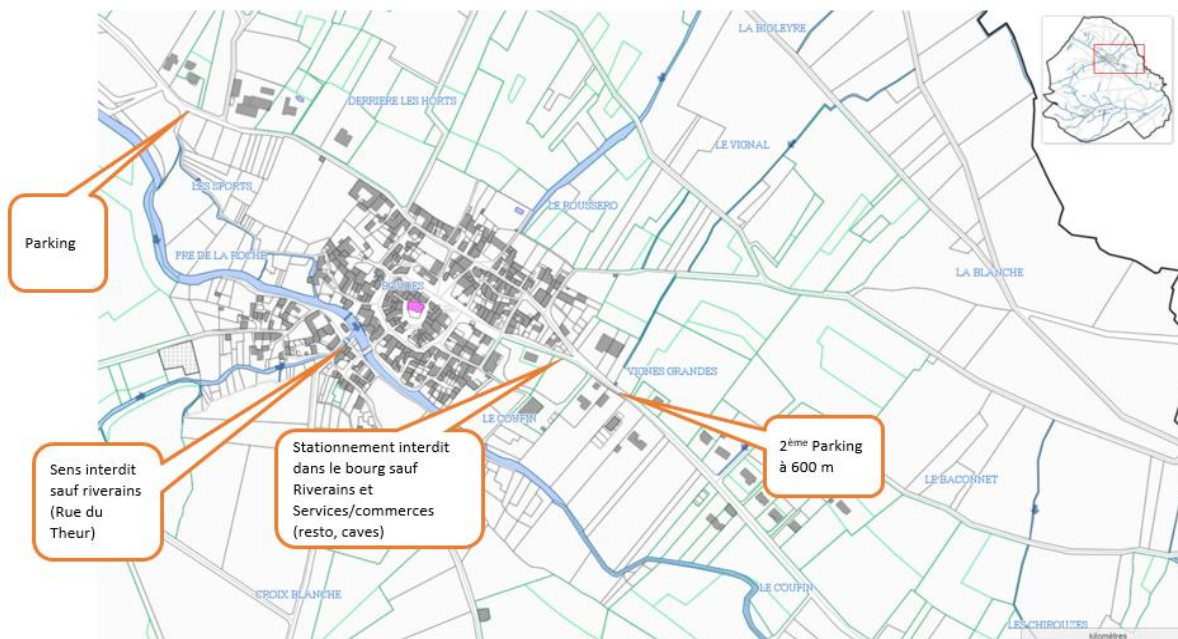 LA BIOLEYRE
DERRIERE LES HORTS
LE VIGNAL
LES SPORTS
LE ROUSSERO
Parking
PRE DE LA ROCHE
LA BLANCHE
VIGNES GRANDES
LE COUFIN
Sens interdit
sauf riverains
(Rue du
Theur)
Stationnement interdit
dans le bourg sauf
Riverains et
Services/commerces
(resto, caves)
2ème Parking
à 600 m
LE BACONNET
CROIX BLANCHE
LE COUFIN
LES CHIROUZES
kilomètres